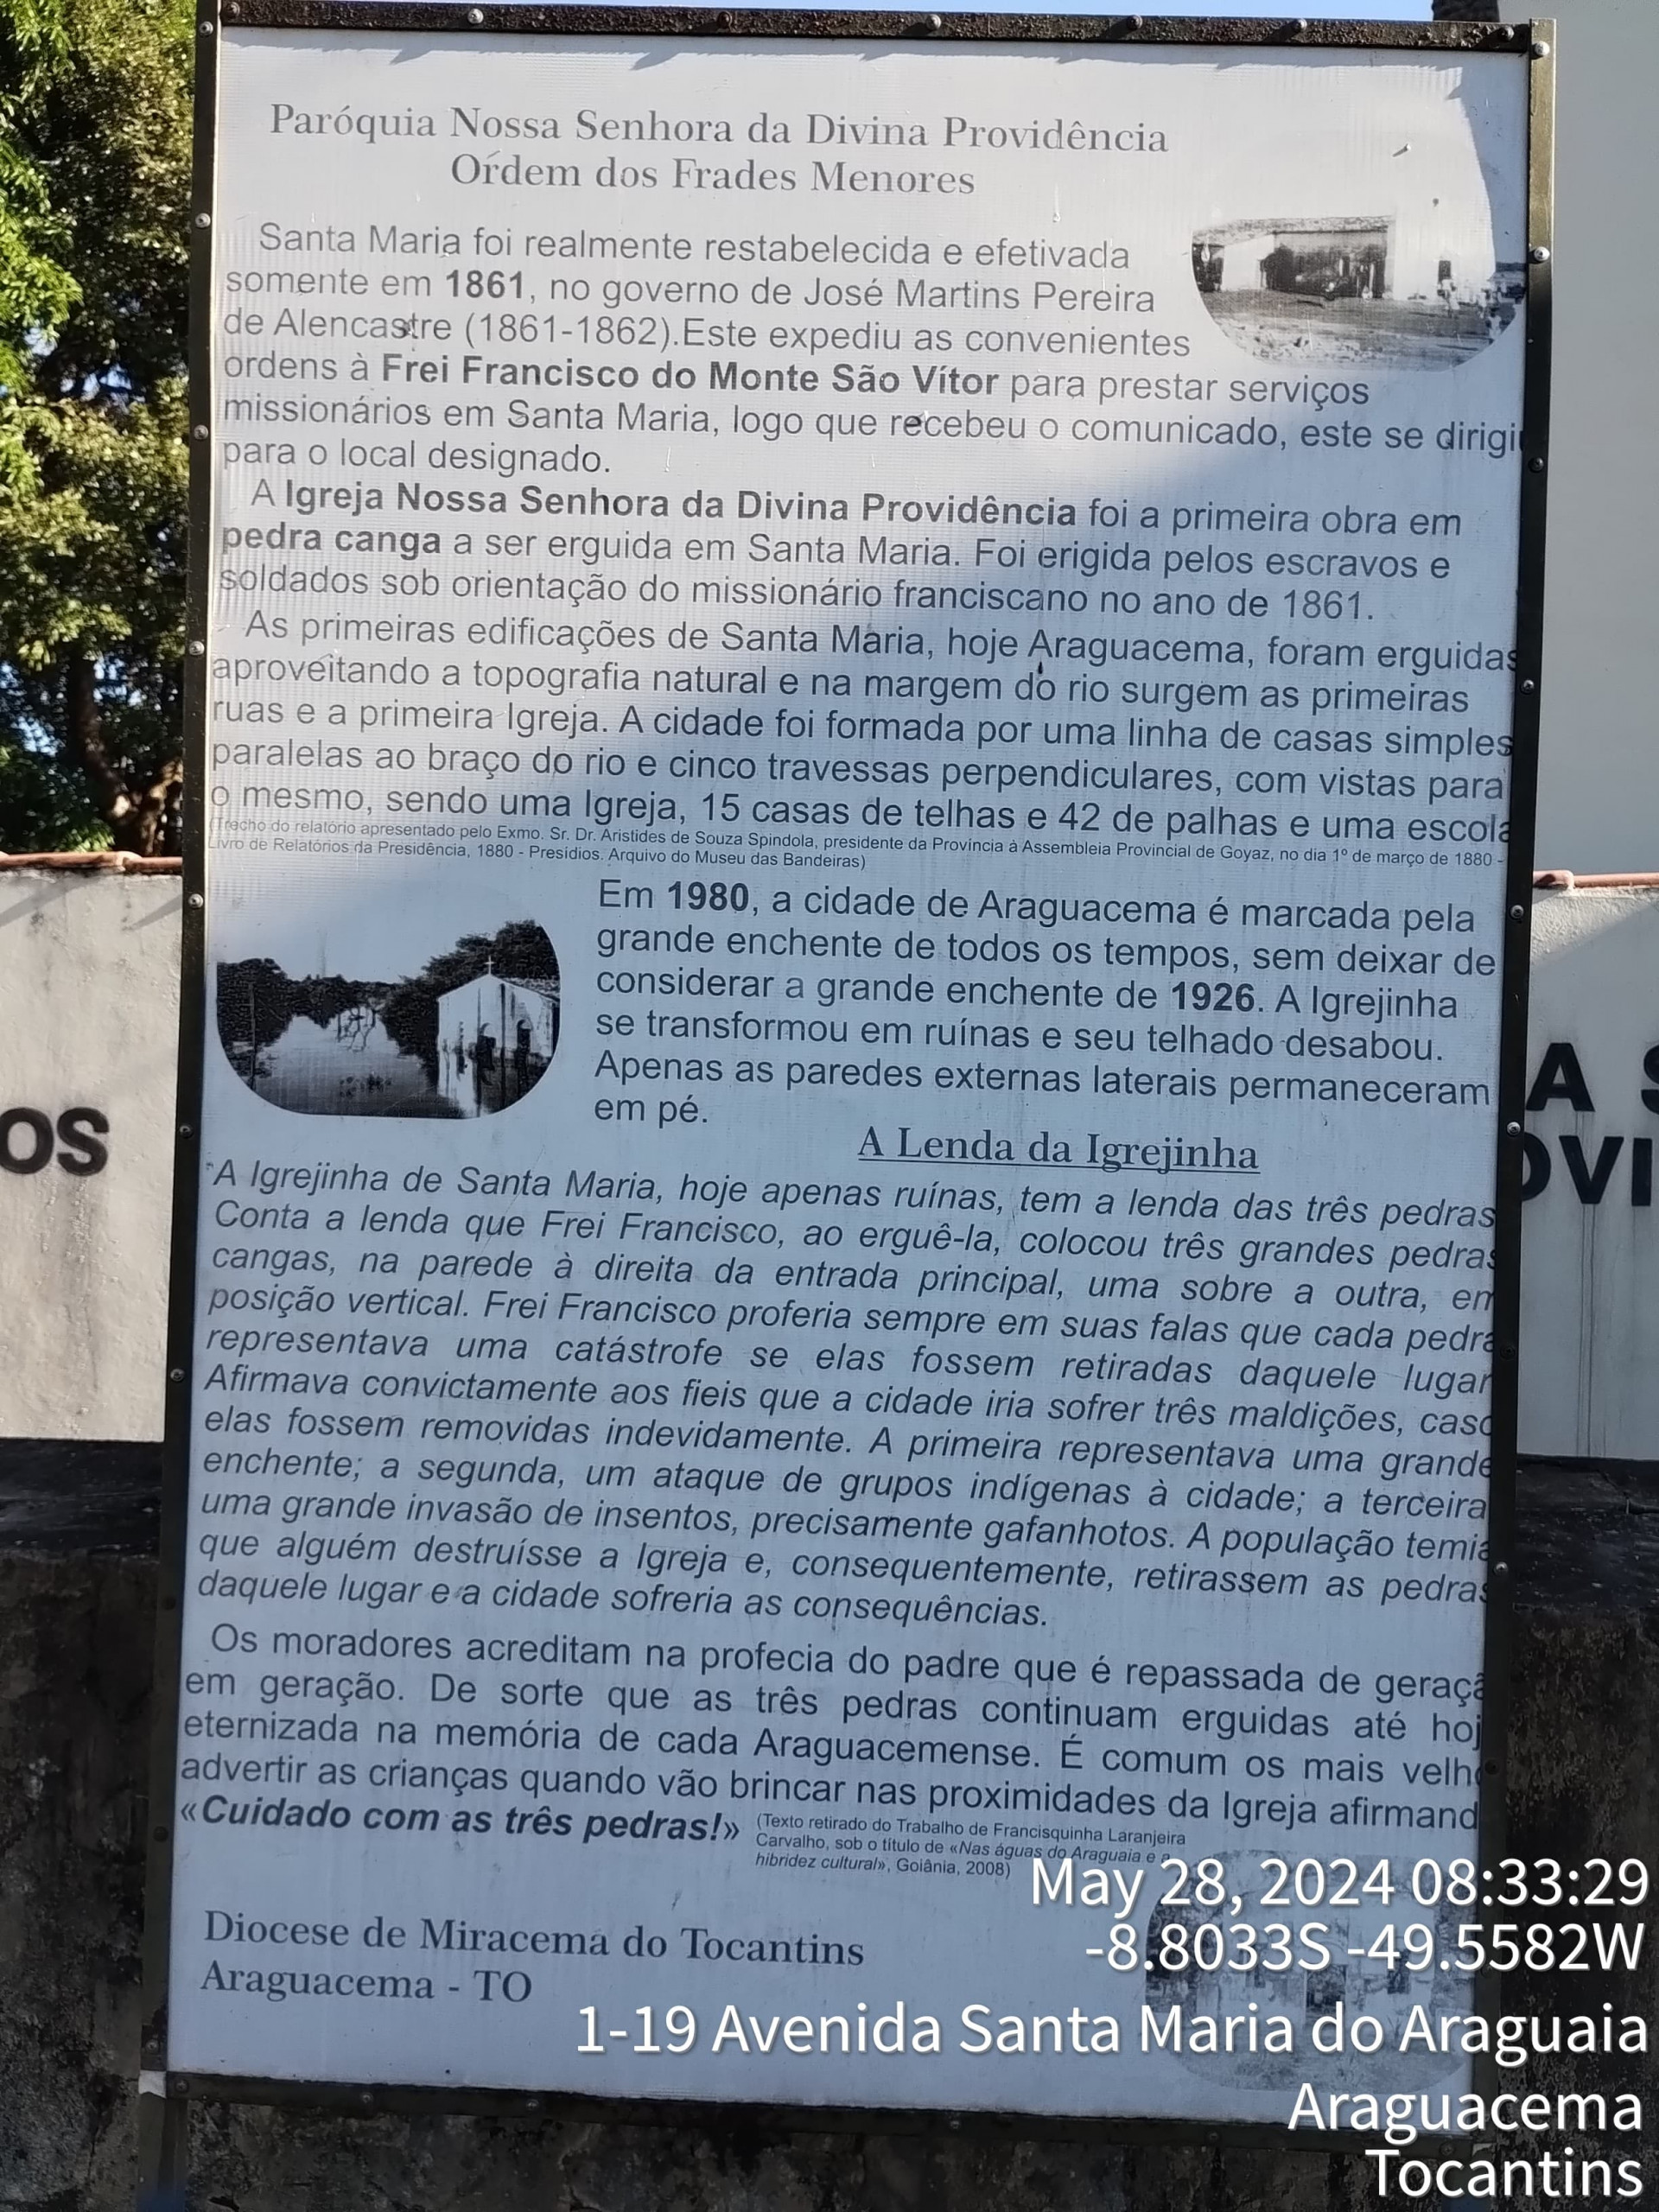 Paróquia Nossa Senhora da Divina Providência
Ordem dos Frades Menores
Santa Maria foi realmente restabelecida e efetivada
somente em 1861, no governo de José Martins Pereira
de Alencastre (1861-1862).Este expediu as convenientes
ordens à Frei Francisco do Monte São Vítor para prestar serviços
missionários em Santa Maria, logo que recebeu o comunicado, este se dirigi
para o local designado.
A Igreja Nossa Senhora da Divina Providência foi a primeira obra em
pedra canga a ser erguida em Santa Maria. Foi erigida pelos escravos e
soldados sob orientação do missionário franciscano no ano de 1861.
As primeiras edificações de Santa Maria, hoje Araguacema, foram erguidas
aproveitando a topografia natural e na margem do rio surgem as primeiras
ruas e a primeira Igreja. A cidade foi formada por uma linha de casas simples
paralelas ao braço do rio e cinco travessas perpendiculares, com vistas para
o mesmo, sendo uma Igreja, 15 casas de telhas e 42 de palhas e uma escola
(Trecho do relatório apresentado pelo Exmo. Sr. Dr. Aristides de Souza Spindola, presidente da Província à Assembleia Provincial de Goyaz, no dia 1º de março de 1880 -
Livro de Relatórios da Presidência, 1880 - Presídios. Arquivo do Museu das Bandeiras)
Em 1980, a cidade de Araguacema é marcada pela
grande enchente de todos os tempos, sem deixar de
considerar a grande enchente de 1926. A Igrejinha
se transformou em ruínas e seu telhado desabou.
Apenas as paredes externas laterais permaneceram
em pé.
A Lenda da Igrejinha
"A Igrejinha de Santa Maria, hoje apenas ruínas, tem a lenda das três pedras
Conta a lenda que Frei Francisco, ao erguê-la, colocou três grandes pedras
cangas, na parede à direita da entrada principal, uma sobre a outra, em
posição vertical. Frei Francisco proferia sempre em suas falas que cada pedra
representava uma catástrofe se elas fossem retiradas daquele lugar
Afirmava convictamente aos fieis que a cidade iria sofrer três maldições, caso
elas fossem removidas indevidamente. A primeira representava uma grande
enchente; a segunda, um ataque de grupos indígenas à cidade; a terceira
uma grande invasão de insentos, precisamente gafanhotos. A população temia
que alguém destruísse a Igreja e, consequentemente, retirassem as pedras
daquele lugar e a cidade sofreria as consequências.
Os moradores acreditam na profecia do padre que é repassada de geraçã
em geração. De sorte que as três pedras continuam erguidas até hoj
eternizada na memória de cada Araguacemense. É comum os mais velho
advertir as crianças quando vão brincar nas proximidades da Igreja afirmand
«Cuidado com as três pedras!»
(Texto retirado do Trabalho de Francisquinha Laranjeira
Carvalho, sob o título de «Nas águas do Araguaia e a
hibridez cultural», Goiânia, 2008)
Diocese de Miracema do Tocantins
Araguacema - TO
OS
A S
OVI
May 28, 2024 08:33:29
-8.8033S -49.5582W
1-19 Avenida Santa Maria do Araguaia
Araguacema
Tocantins